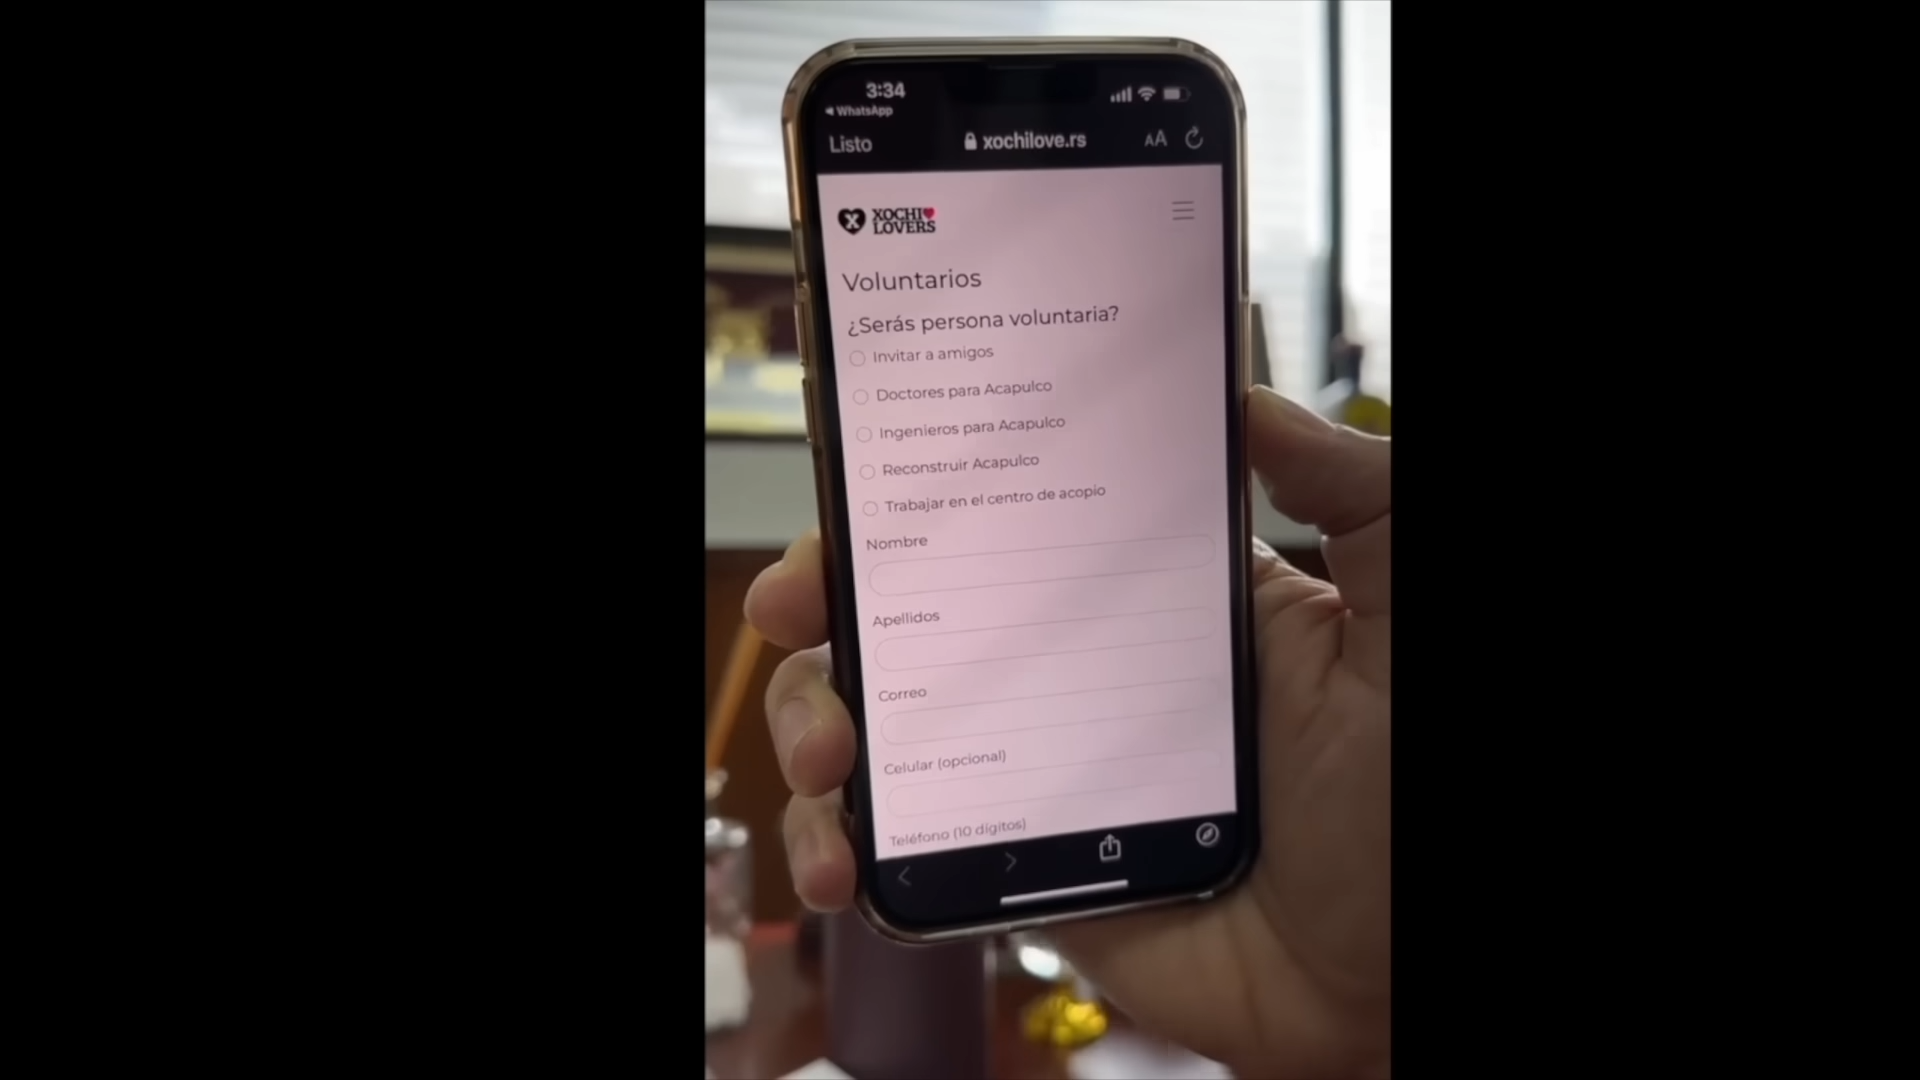 3:34
WhatsApp
Listo
xochilove.rs
AA
X
XOCHI
LOVERS
Voluntarios
¿Serás persona voluntaria?
Invitar a amigos
Doctores para Acapulco
Ingenieros para Acapulco
Reconstruir Acapulco
Trabajar en el centro de acopio
Nombre
Apellidos
Correo
Celular (opcional)
Teléfono (10 dígitos)